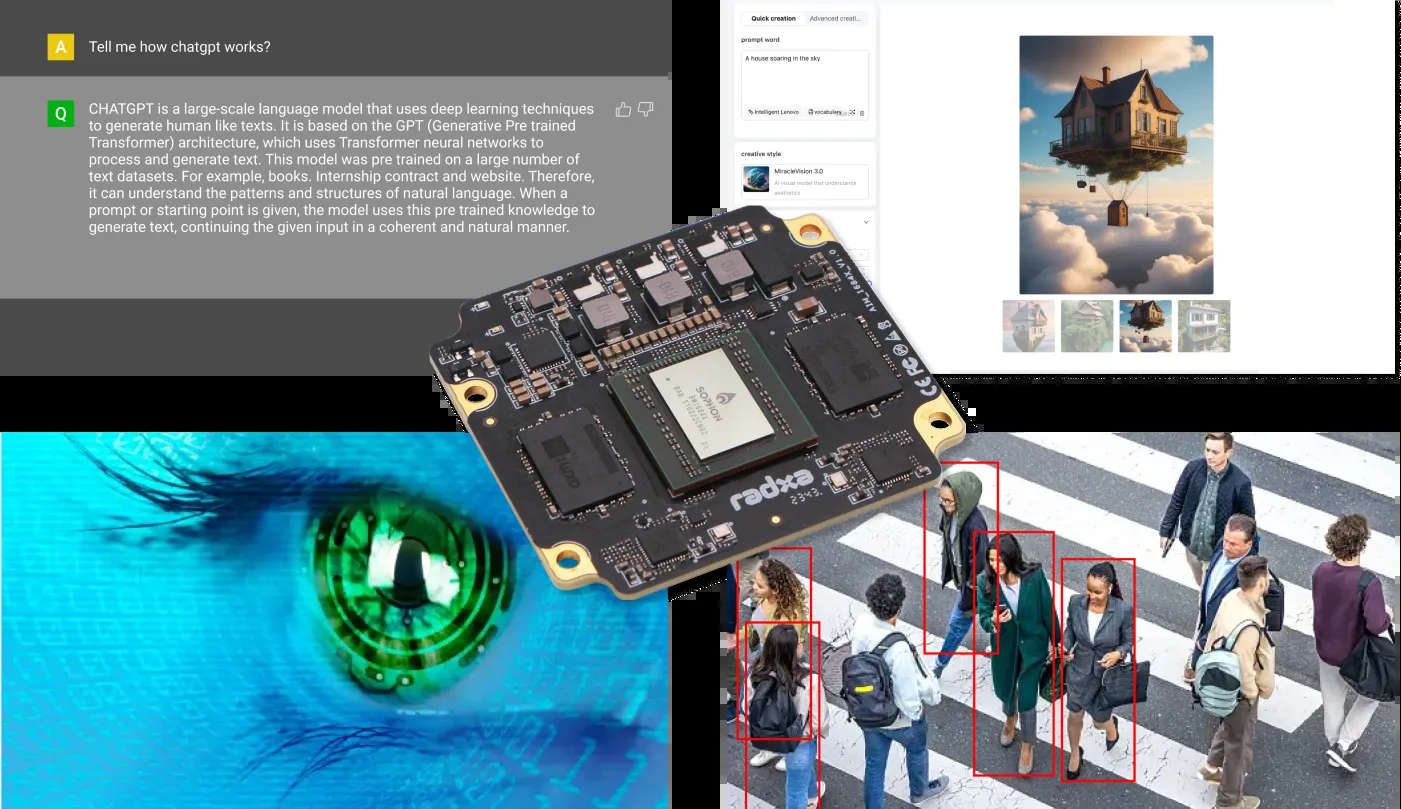 A
Tell me how chatgpt works?
Q
CHATGPT is a large-scale language model that uses deep learning techniques
to generate human like texts. It is based on the GPT (Generative Pre trained
Transformer) architecture, which uses Transformer neural networks to
process and generate text. This model was pre trained on a large number of
text datasets. For example, books. Internship contract and website. Therefore,
it can understand the patterns and structures of natural language. When a
prompt or starting point is given, the model uses this pre trained knowledge to
generate text, continuing the given input in a coherent and natural manner.
Quick creation
Advanced creati...
prompt word
A house soaring in the sky
Intelligent Lenovo
vocabulary
creative style
MiracleVision 3.0
AI visual model that understands
aesthetics
AIM_1684X_V1.0
SOPHON
radxa
2343